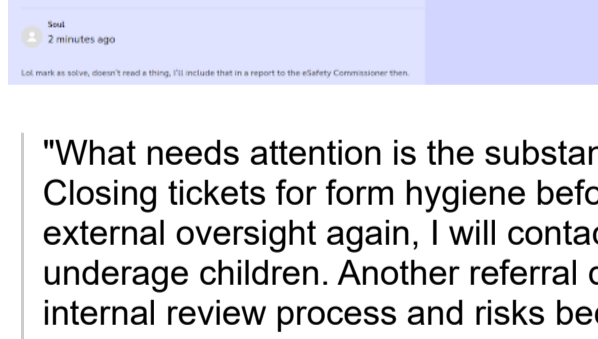 Soul
2 minutes ago
Lol mark as solve, doesn't read a thing, I'll include that in a report to the eSafety Commissioner then.
"What needs attention is the substan
Closing tickets for form hygiene befo
external oversight again, I will contac
underage children. Another referral c
internal review process and risks bec